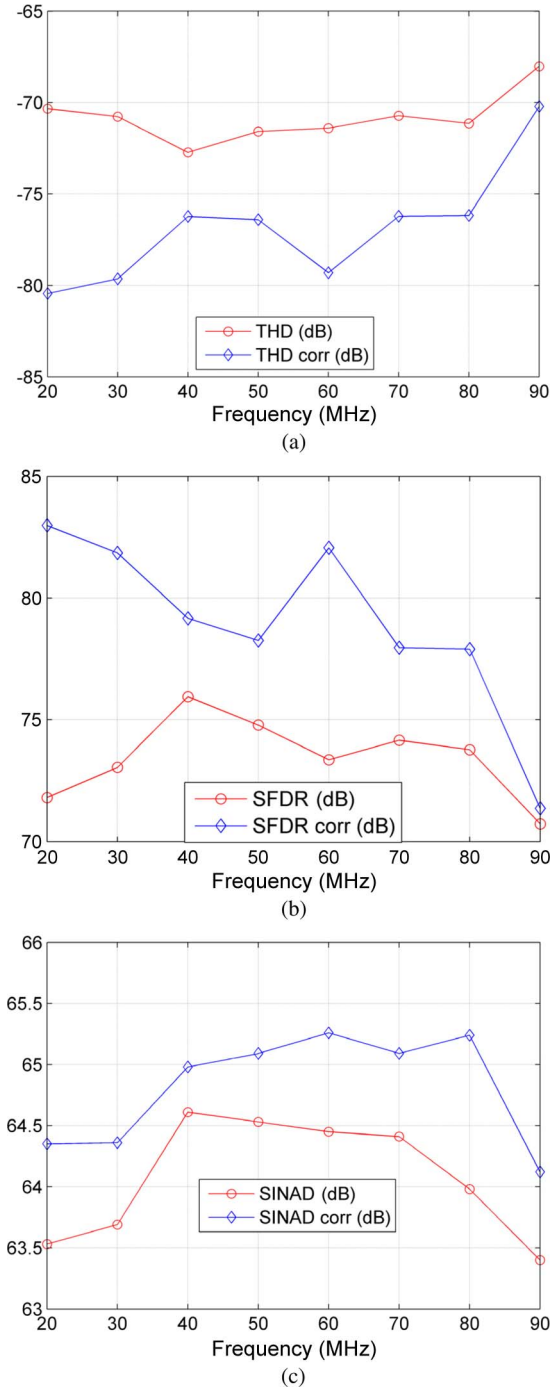 -65
-70
-75
-80
-85
THD (dB)
THD corr (dB)
20 30 40 50 60 70 80 90
Frequency (MHz)
(a)
85
80
75
70
SFDR (dB)
SFDR corr (dB)
20 30 40 50 60 70 80 90
Frequency (MHz)
(b)
66
65.5
65
64.5
64
63.5
63
SINAD (dB)
SINAD corr (dB)
20 30 40 50 60 70 80 90
Frequency (MHz)
(c)